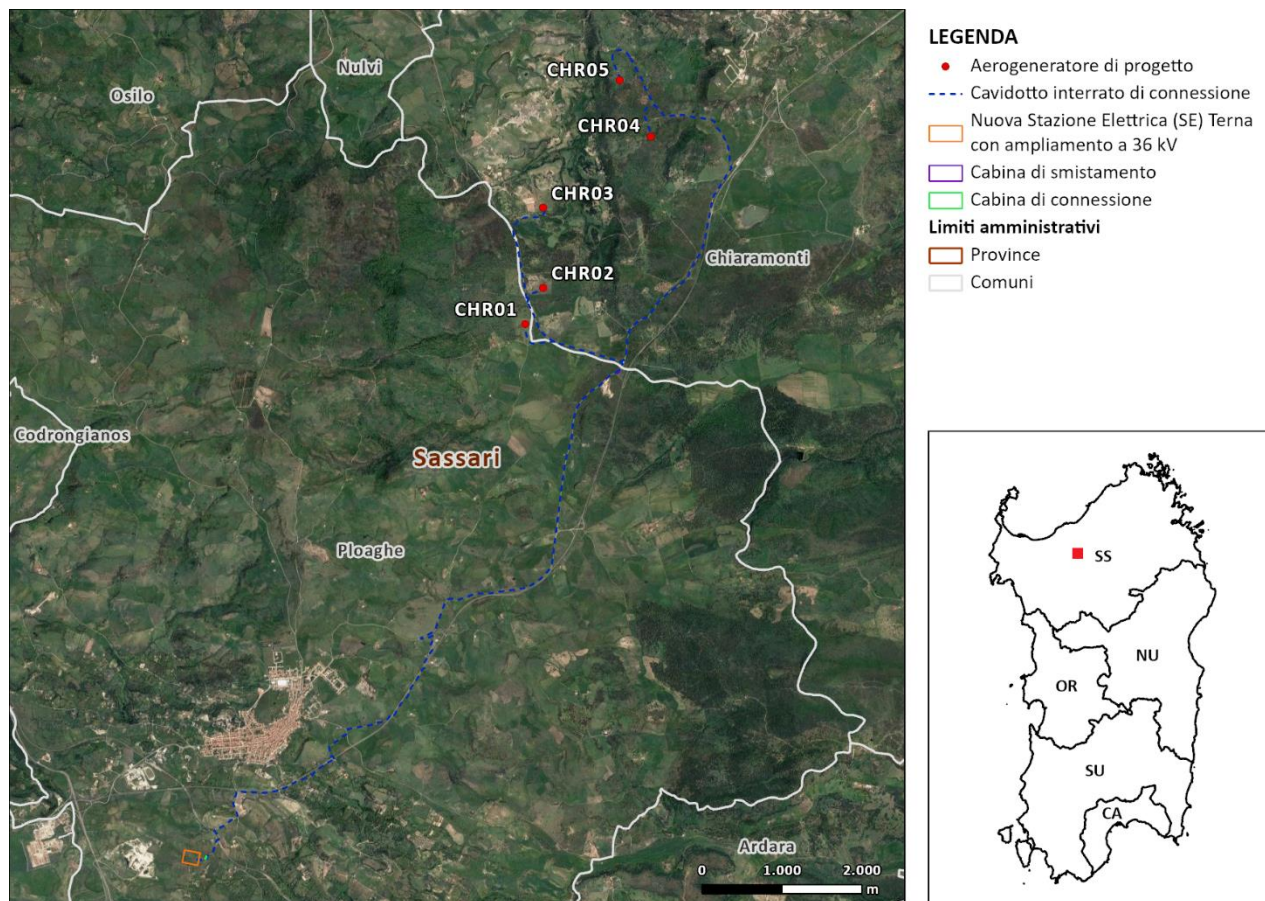 Nulvi
Osilo
CHR05
CHR04
CHR03
Chiaramonti
CHR02
CHR01
Codrongianos
Sassari
Ploaghe
Ardara
0 1.000 2.000
m
LEGENDA
Aerogeneratore di progetto
Cavidotto interrato di connessione
Nuova Stazione Elettrica (SE) Terna
con ampliamento a 36 kV
Cabina di smistamento
Cabina di connessione
Limiti amministrativi
Province
Comuni
SS
NU
OR
SU
CA